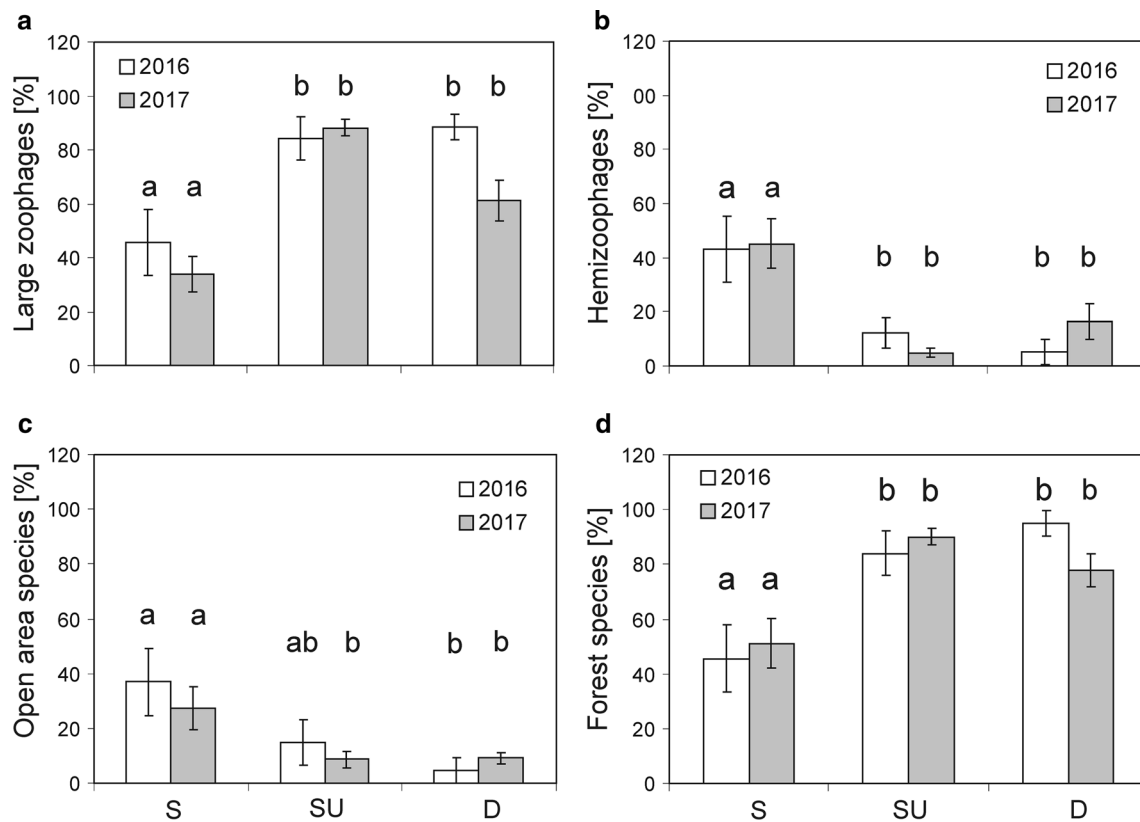 a
Large zoophages [%]
120
100
80
60
40
20
0
2016
2017
a a
b b
b b
b
Hemizoophages [%]
120
00
80
60
40
20
0
2016
2017
a a
b b
b b
c
Open area species [%]
120
100
80
60
40
20
0
2016
2017
a a
ab b
b b
S SU D
d
Forest species [%]
120
100
80
60
40
20
0
2016
2017
a a
b b
b b
S SU D